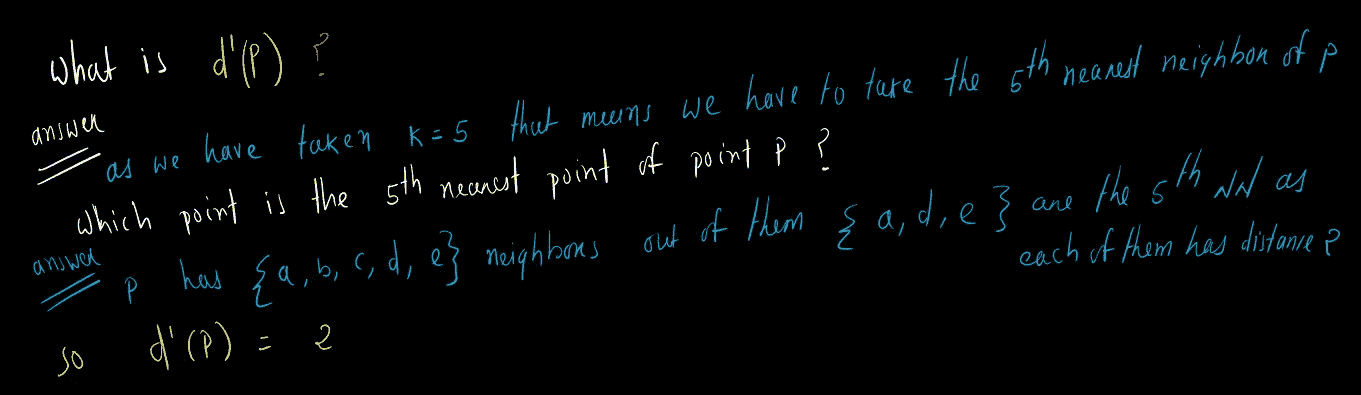 What is d'(P) ?
answer
as we have taken K = 5 that means we have to take the 5th nearest neighbor of P
Which point is the 5th nearest point of point P ?
answer
P has {a, b, c, d, e} neighbors out of them {a, d, e} are the 5th NN as
each of them has distance 2
so d'(P) = 2